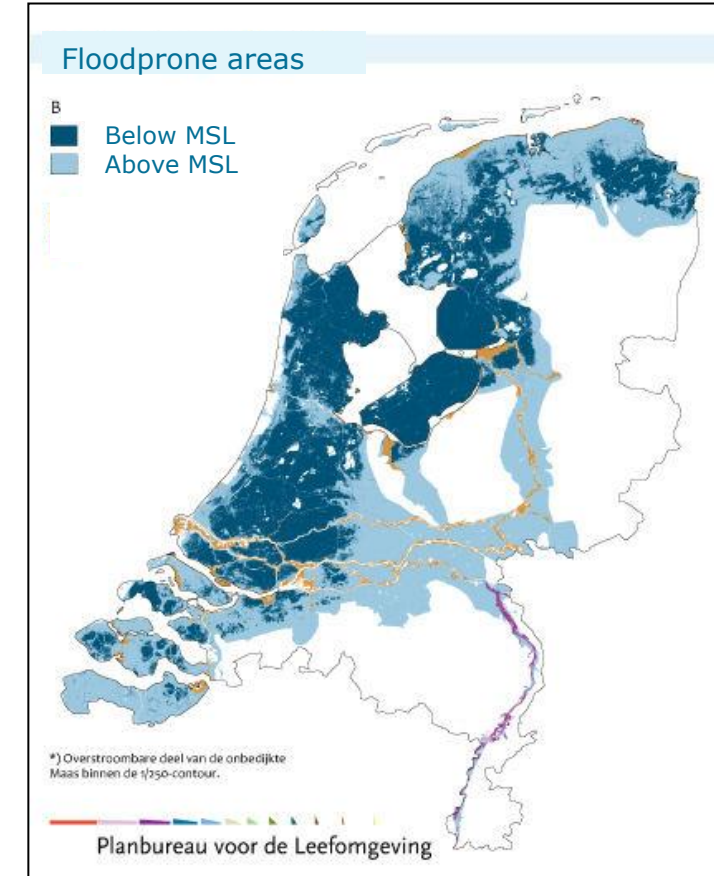 Floodprone areas
B
Below MSL
Above MSL
*) Overstroombare deel van de onbedijkte
Maas binnen de 1/250-contour.
Planbureau voor de Leefomgeving